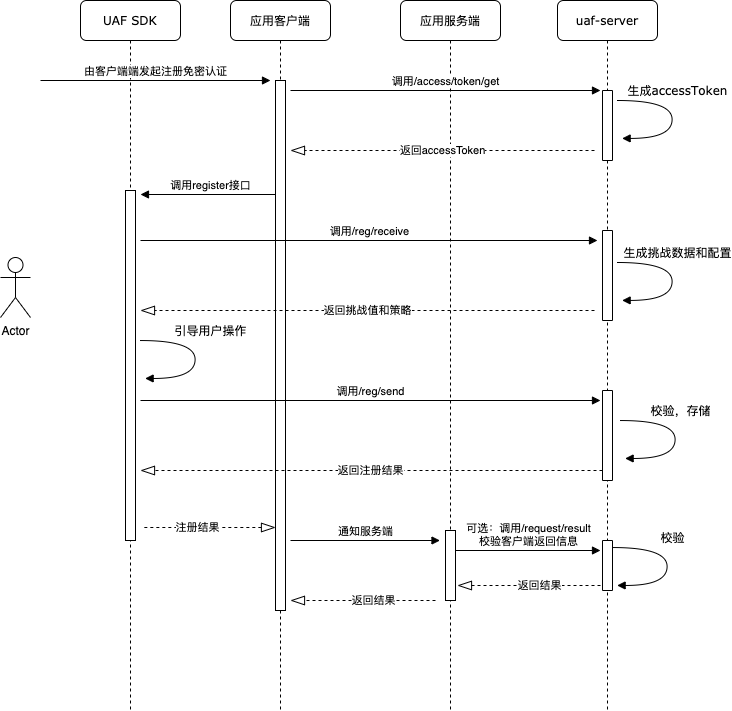 UAF SDK
应用客户端
应用服务端
uaf-server
由客户端端发起注册免密认证
调用/access/token/get
生成accessToken
返回accessToken
调用register接口
调用/reg/receive
生成挑战数据和配置
返回挑战值和策略
Actor
引导用户操作
调用/reg/send
校验，存储
返回注册结果
注册结果
通知服务端
可选：调用/request/result
校验客户端返回信息
校验
返回结果
返回结果